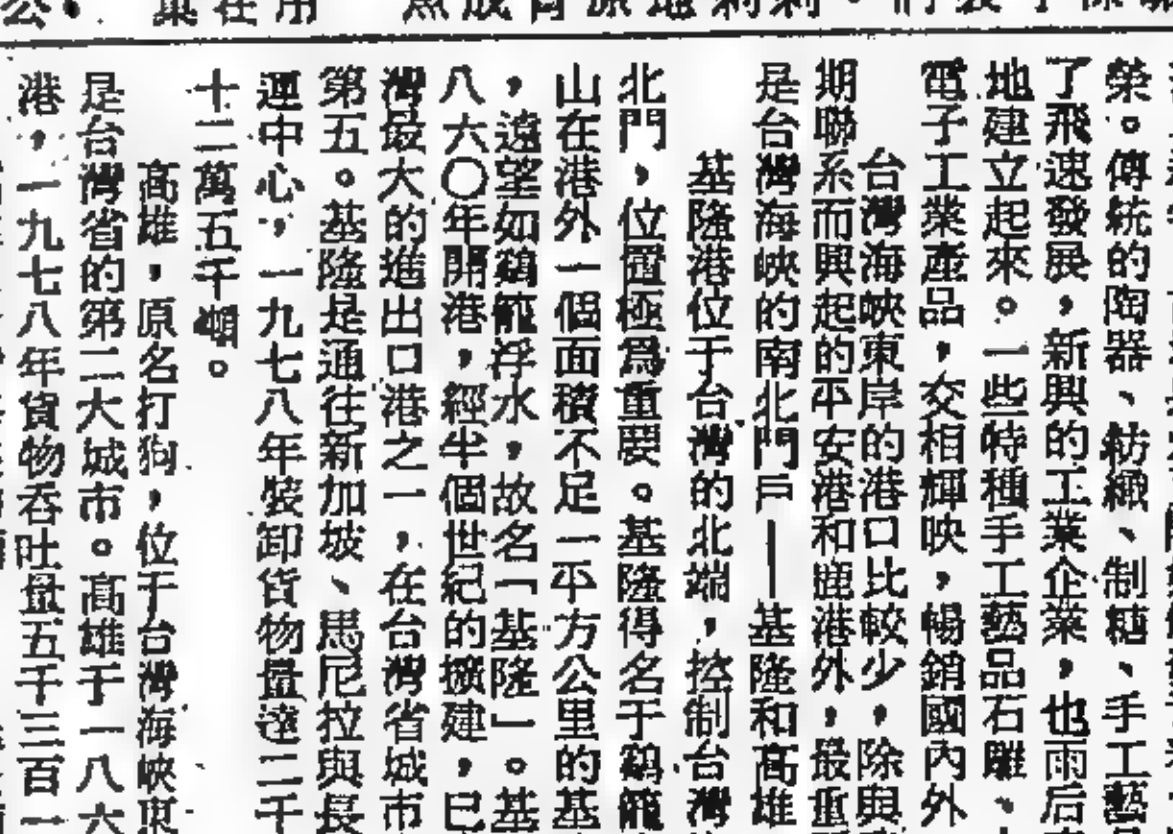 榮。傳統的陶器、紡織、制糖、手工藝
了飛速發展，新興的工業企業，也雨后
地建立起來。一些特種手工藝品石雕、
電子工業產品，交相輝映，暢銷國內外
台灣海峽東岸的港口比較少，除與
期聯系而興起的平安港和鹿港外，最重
是台灣海峽的南北門戶——基隆和高雄
基隆港位于台灣的北端，控制台灣
北門，位置極爲重要。基隆得名于鷄籠
山在港外一個面積不足一平方公里的基
，遠望如鷄籠浮水，故名「基隆」。基
八六〇年開港，經半個世紀的擴建，已
灣最大的進出口港之一，在台灣省城市
第五。基隆是通往新加坡、馬尼拉與長
運中心，一九七八年裝卸貨物量達二千
十二萬五千噸。
高雄，原名打狗，位于台灣海峽東
是台灣省的第二大城市。高雄于一八六
港，一九七八年貨物吞吐量五千三百一